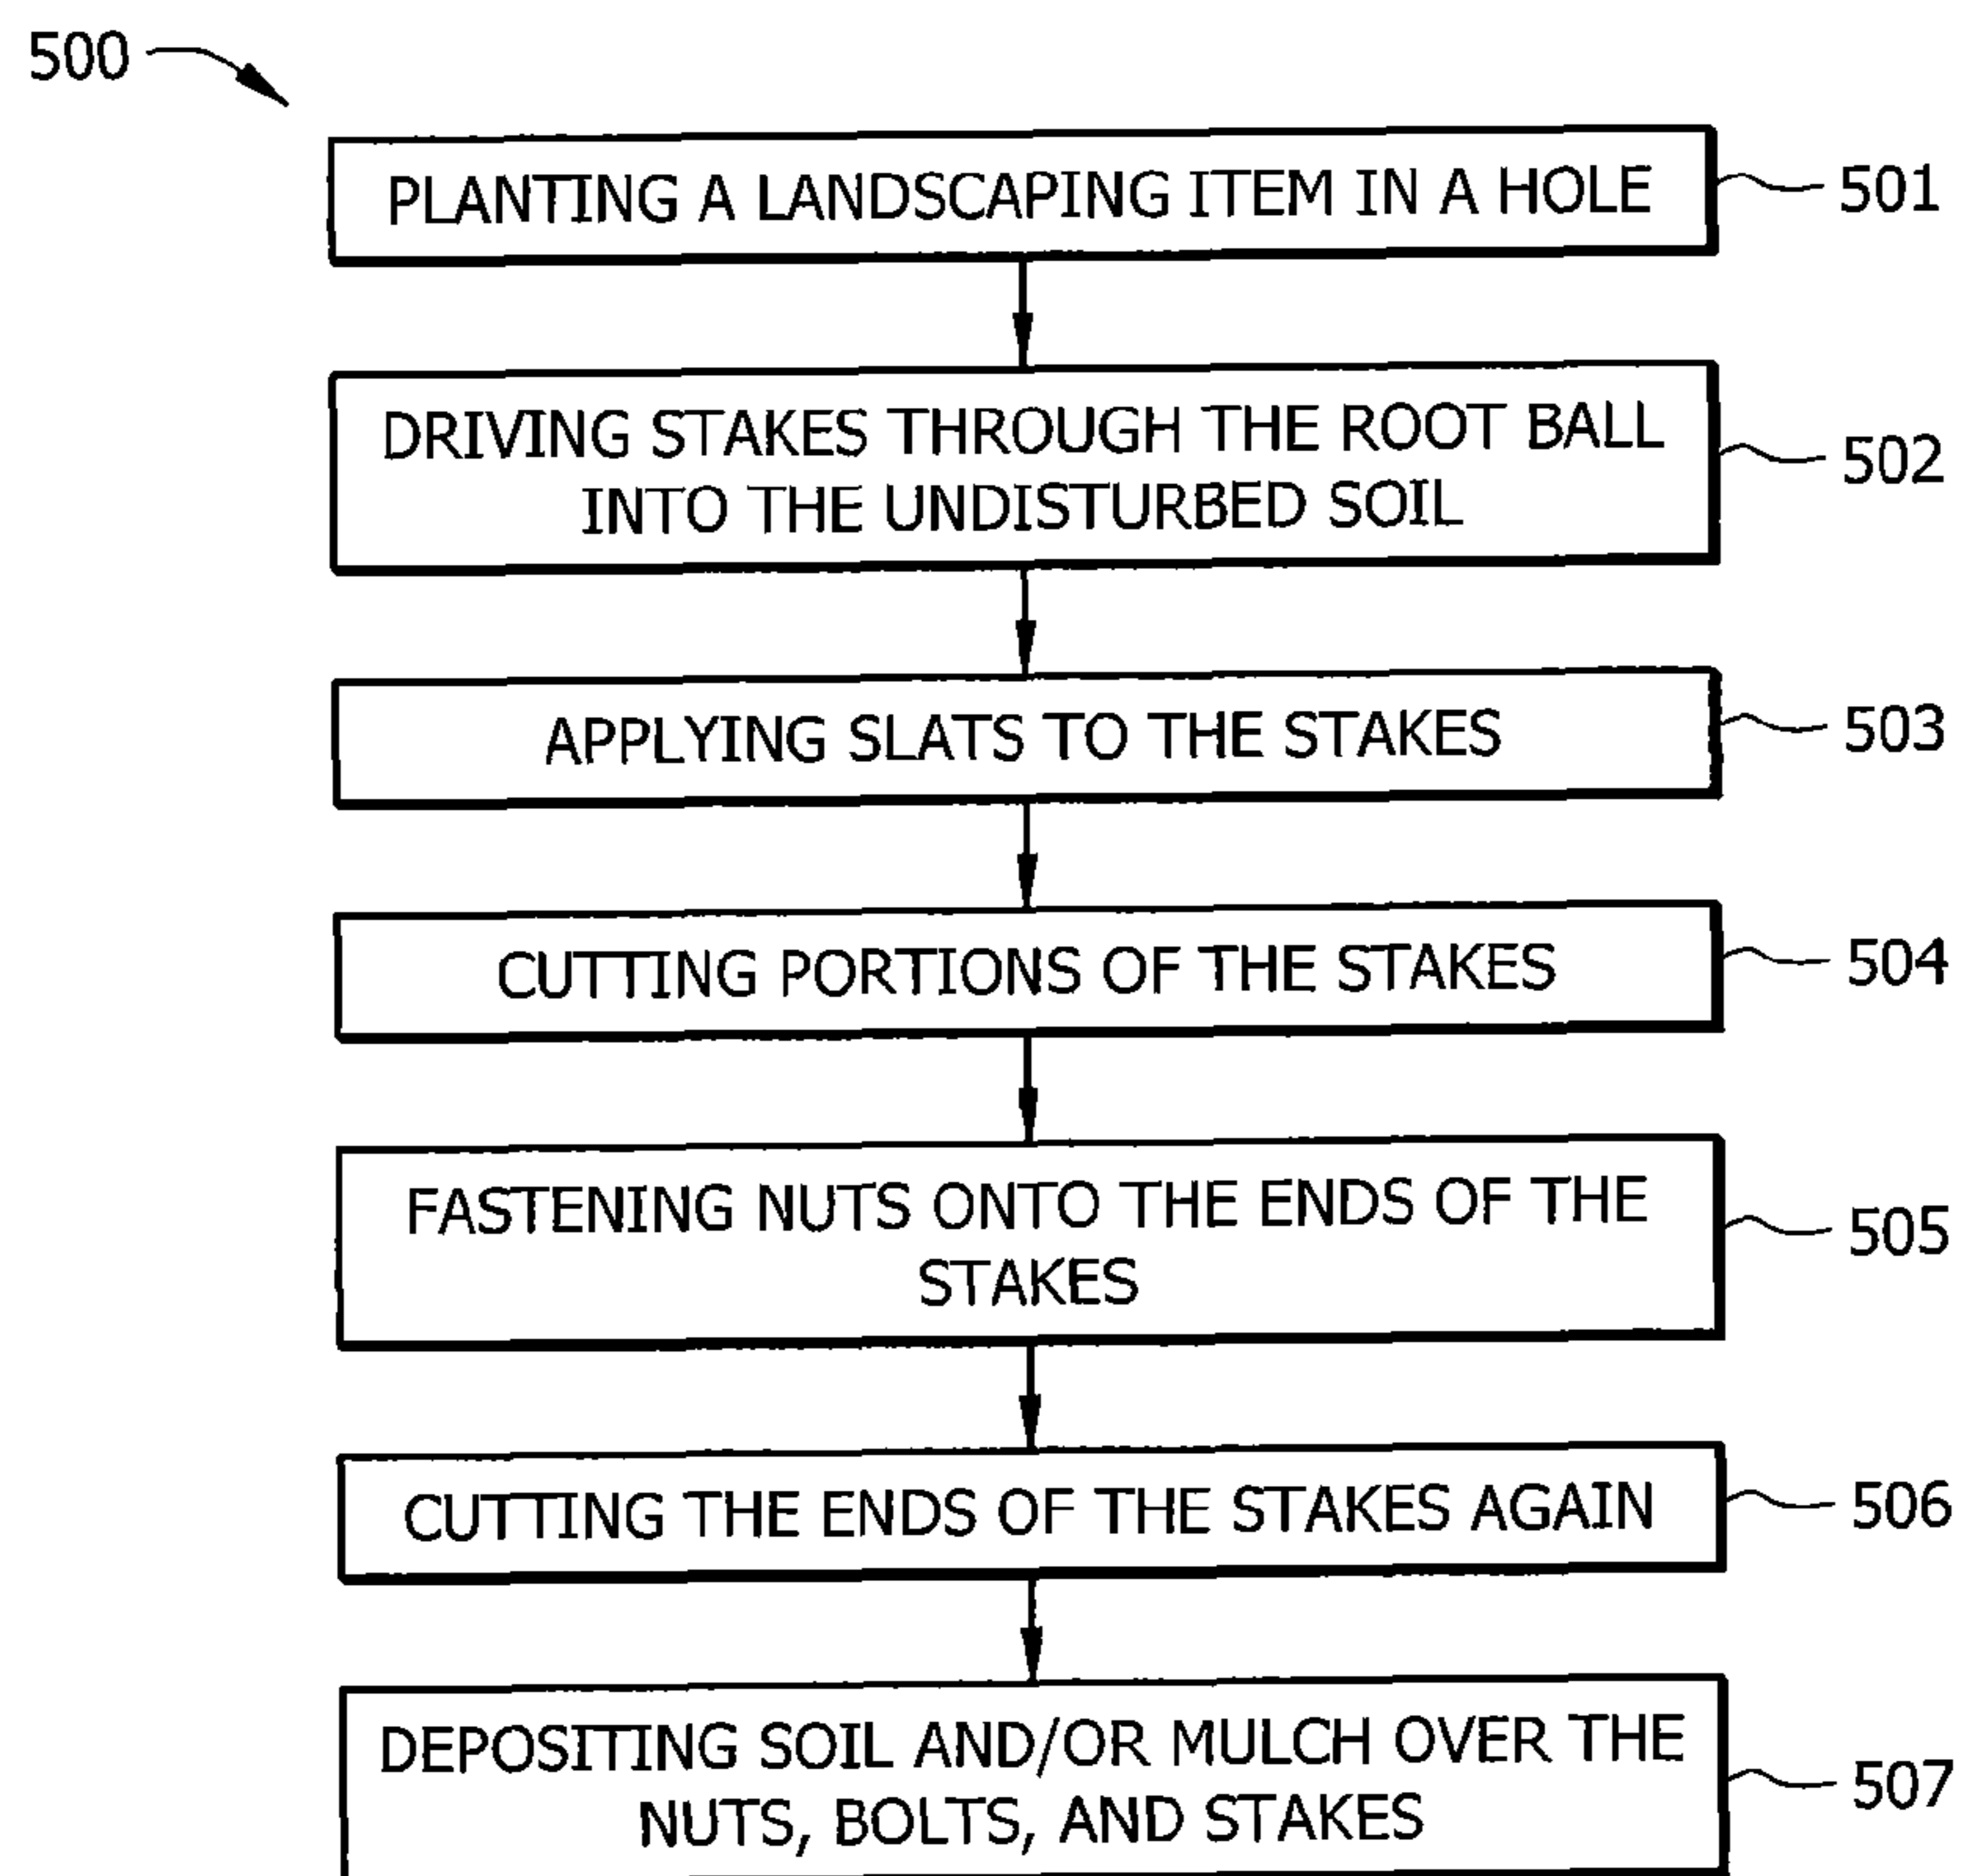 500
PLANTING A LANDSCAPING ITEM IN A HOLE
501
DRIVING STAKES THROUGH THE ROOT BALL
INTO THE UNDISTURBED SOIL
502
APPLYING SLATS TO THE STAKES
503
CUTTING PORTIONS OF THE STAKES
504
FASTENING NUTS ONTO THE ENDS OF THE
STAKES
505
CUTTING THE ENDS OF THE STAKES AGAIN
506
DEPOSITING SOIL AND/OR MULCH OVER THE
NUTS, BOLTS, AND STAKES
507